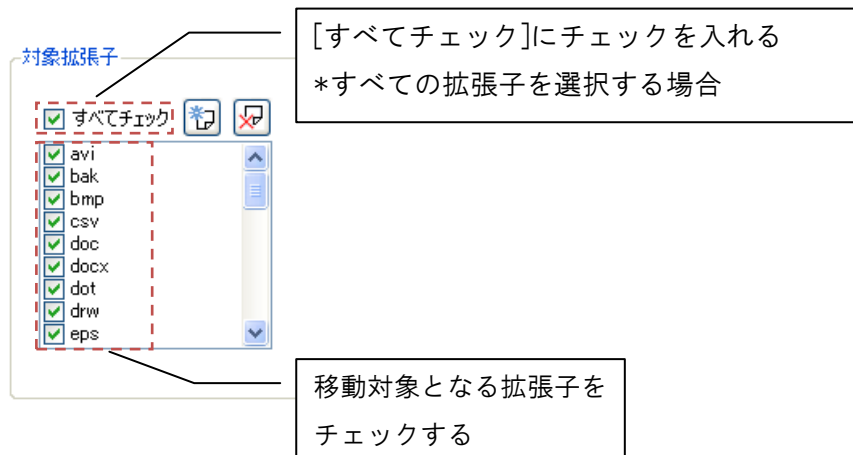 [すべてチェック]にチェックを入れる
*すべての拡張子を選択する場合
対象拡張子
すべてチェック
avi
bak
bmp
csv
doc
docx
dot
drw
eps
移動対象となる拡張子を
チェックする